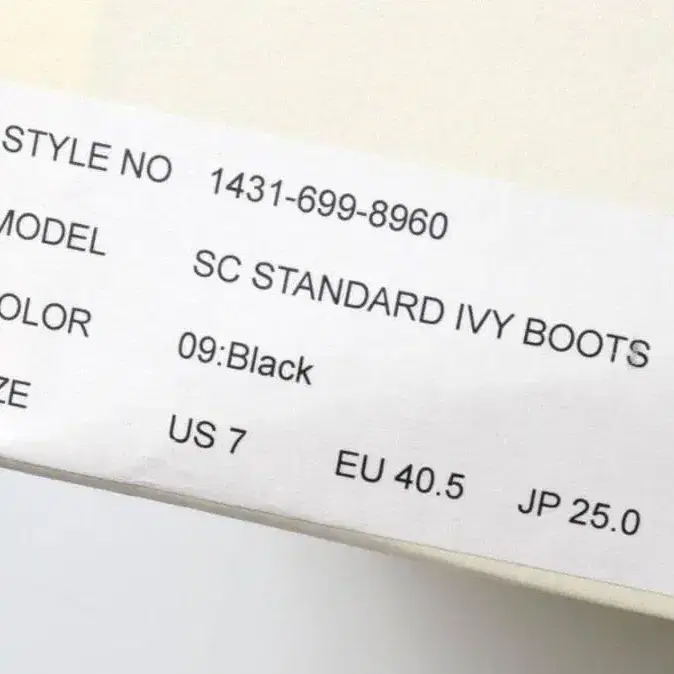 STYLE NO 1431-699-8960
MODEL SC STANDARD IVY BOOTS
OLOR 09:Black
ZE US 7 EU 40.5 JP 25.0